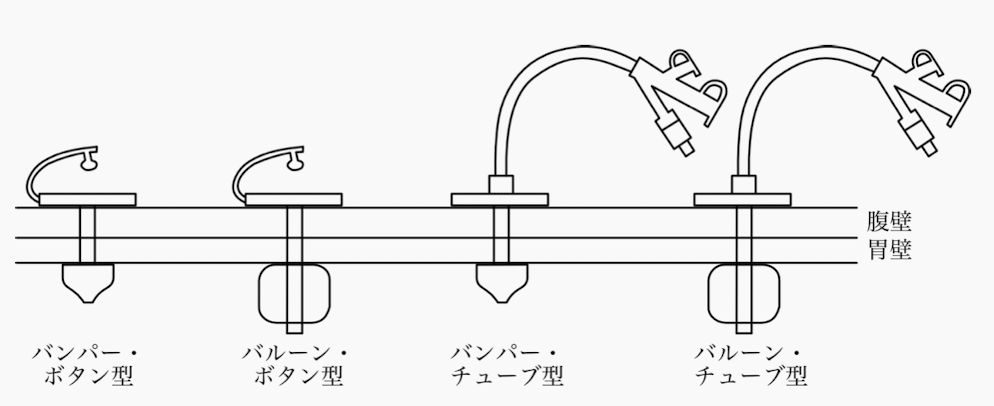 腹壁
胃壁
バンパー・
ボタン型
バルーン・
ボタン型
バンパー・
チューブ型
バルーン・
チューブ型